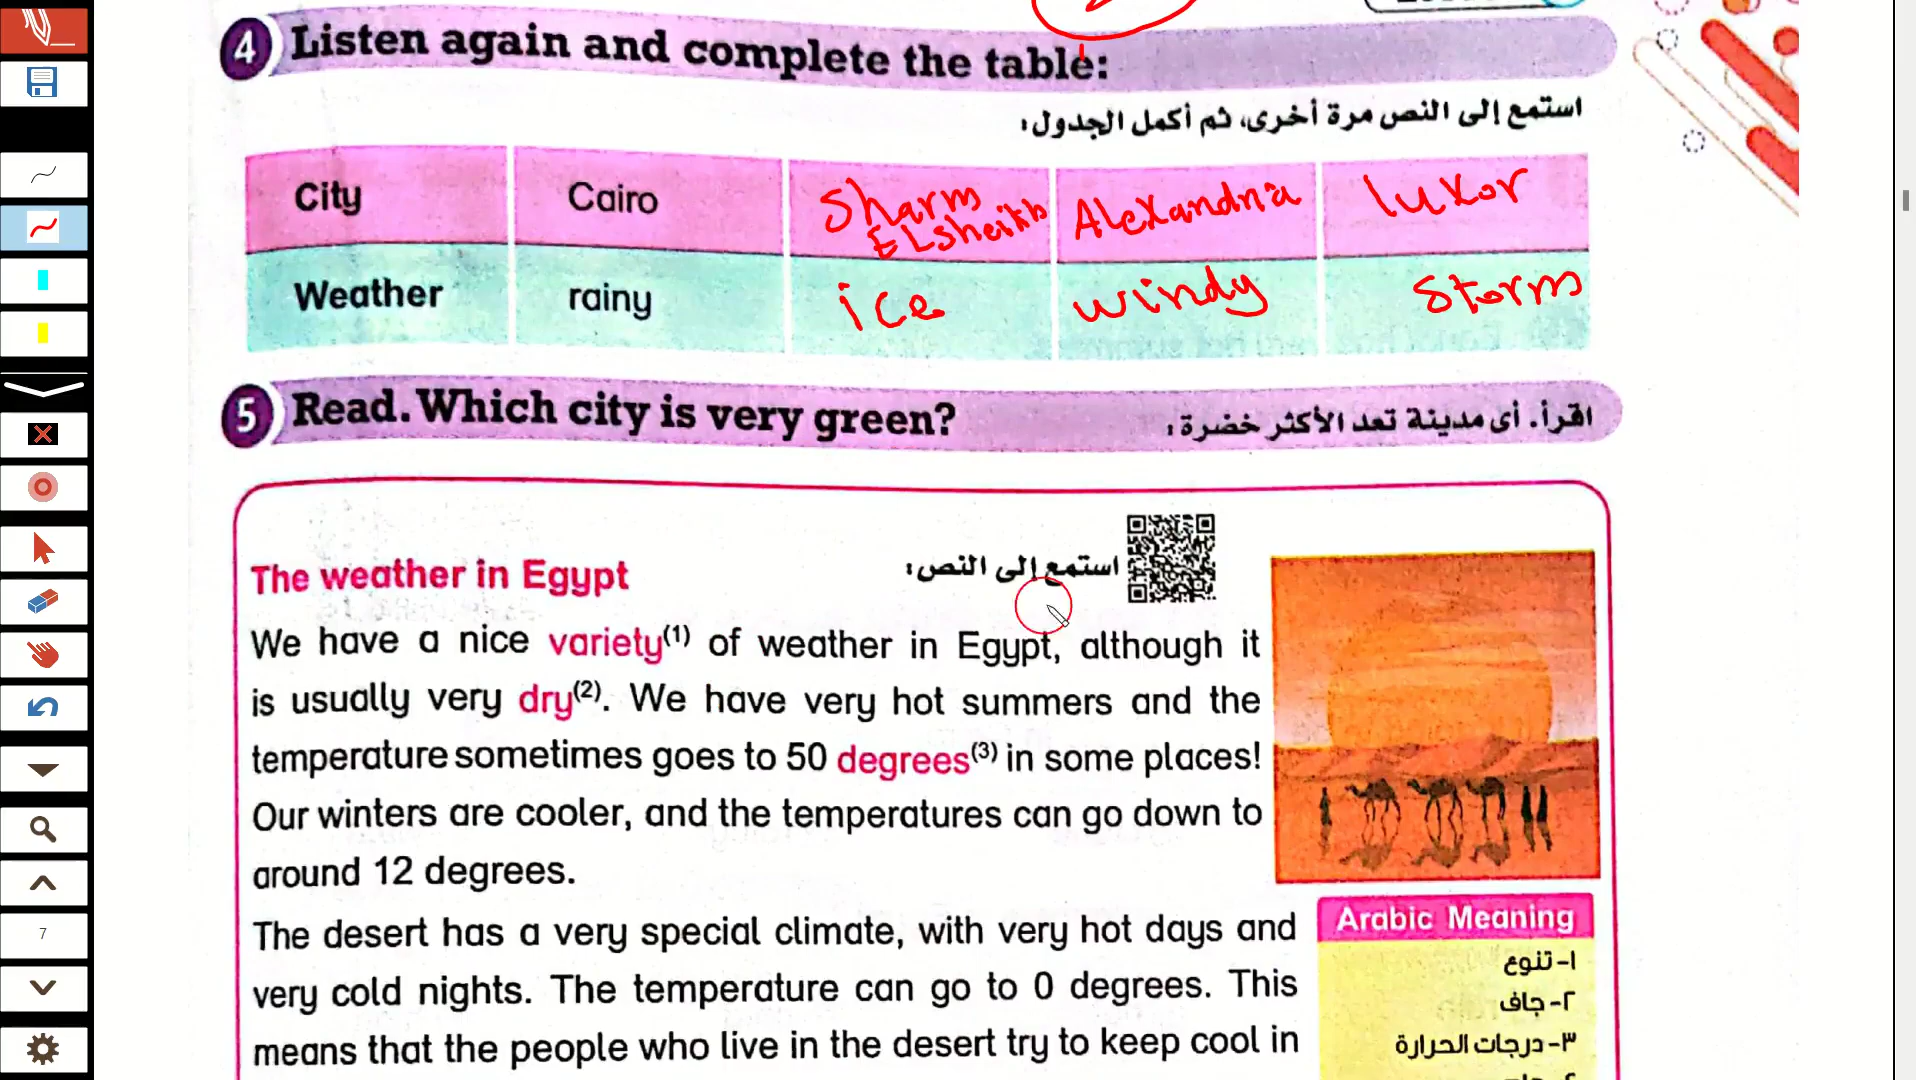 4 Listen again and complete the table:
استمع إلى النص مرة أخرى، ثم أكمل الجدول:
City Cairo Sharm ELsheikh Alexandria luxor
Weather rainy ice windy storm
5 Read. Which city is very green? اقرأ. أى مدينة تعد الأكثر خضرة:
The weather in Egypt استمع إلى النص:
We have a nice variety(1) of weather in Egypt, although it
is usually very dry(2). We have very hot summers and the
temperature sometimes goes to 50 degrees(3) in some places!
Our winters are cooler, and the temperatures can go down to
around 12 degrees.
The desert has a very special climate, with very hot days and
very cold nights. The temperature can go to 0 degrees. This
means that the people who live in the desert try to keep cool in
Arabic Meaning
١- تنوع
٢- جاف
٣- درجات الحرارة
7